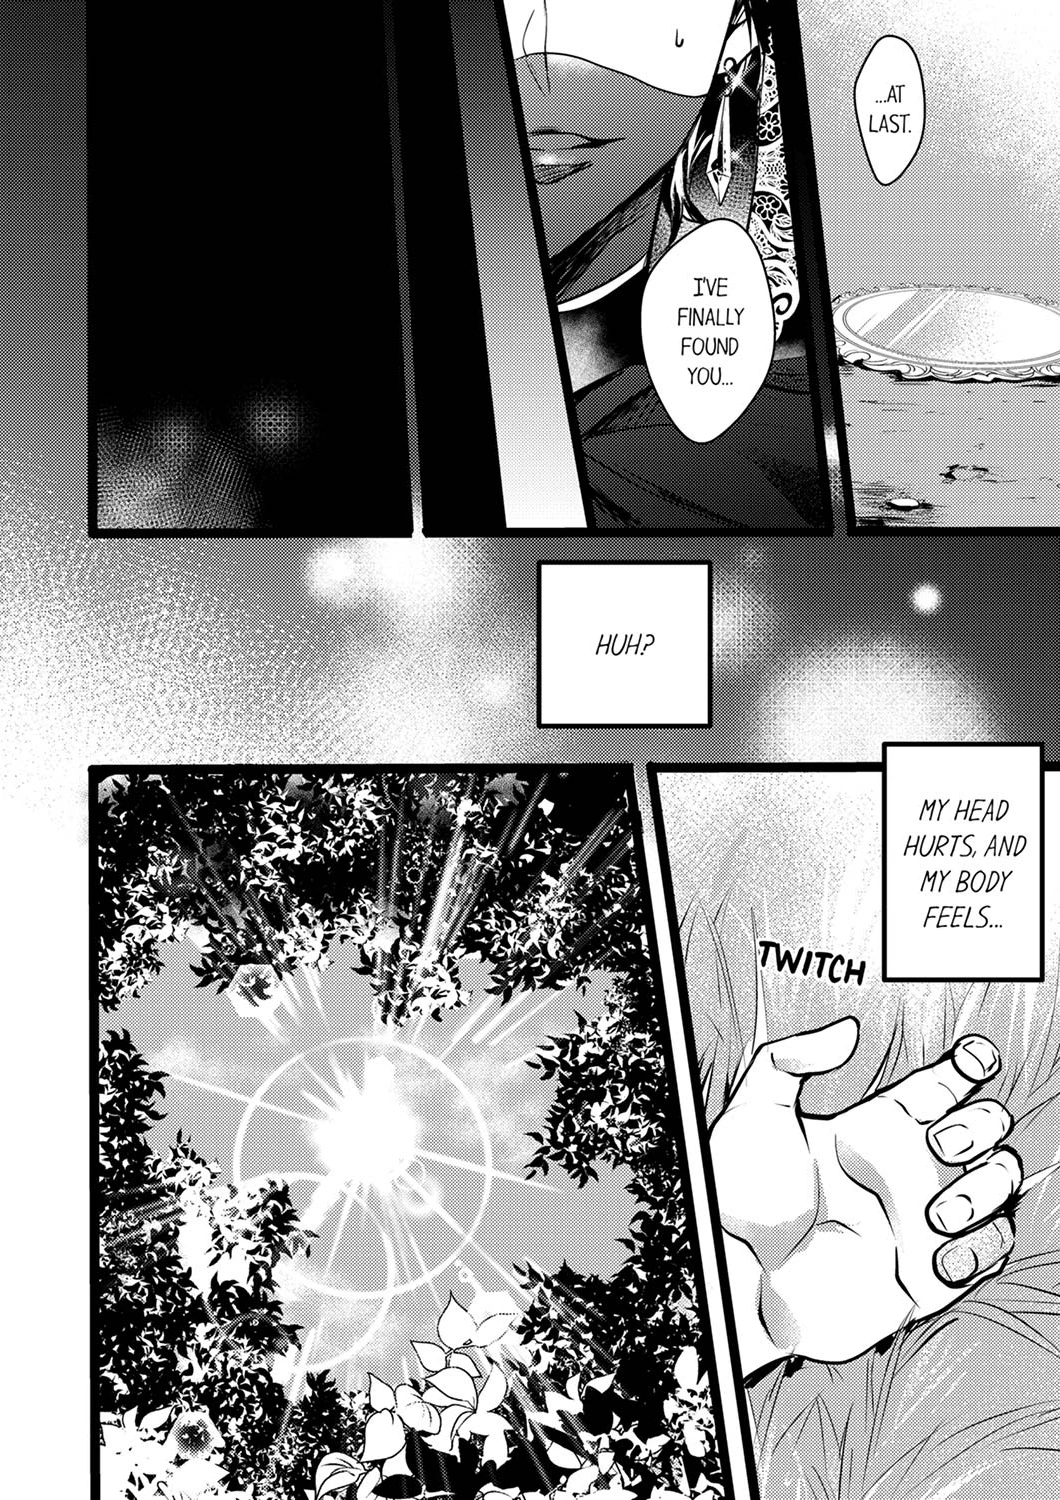 ...AT
LAST.
I'VE
FINALLY
FOUND
YOU...
HUH?
MY HEAD
HURTS, AND
MY BODY
FEELS...
TWITCH